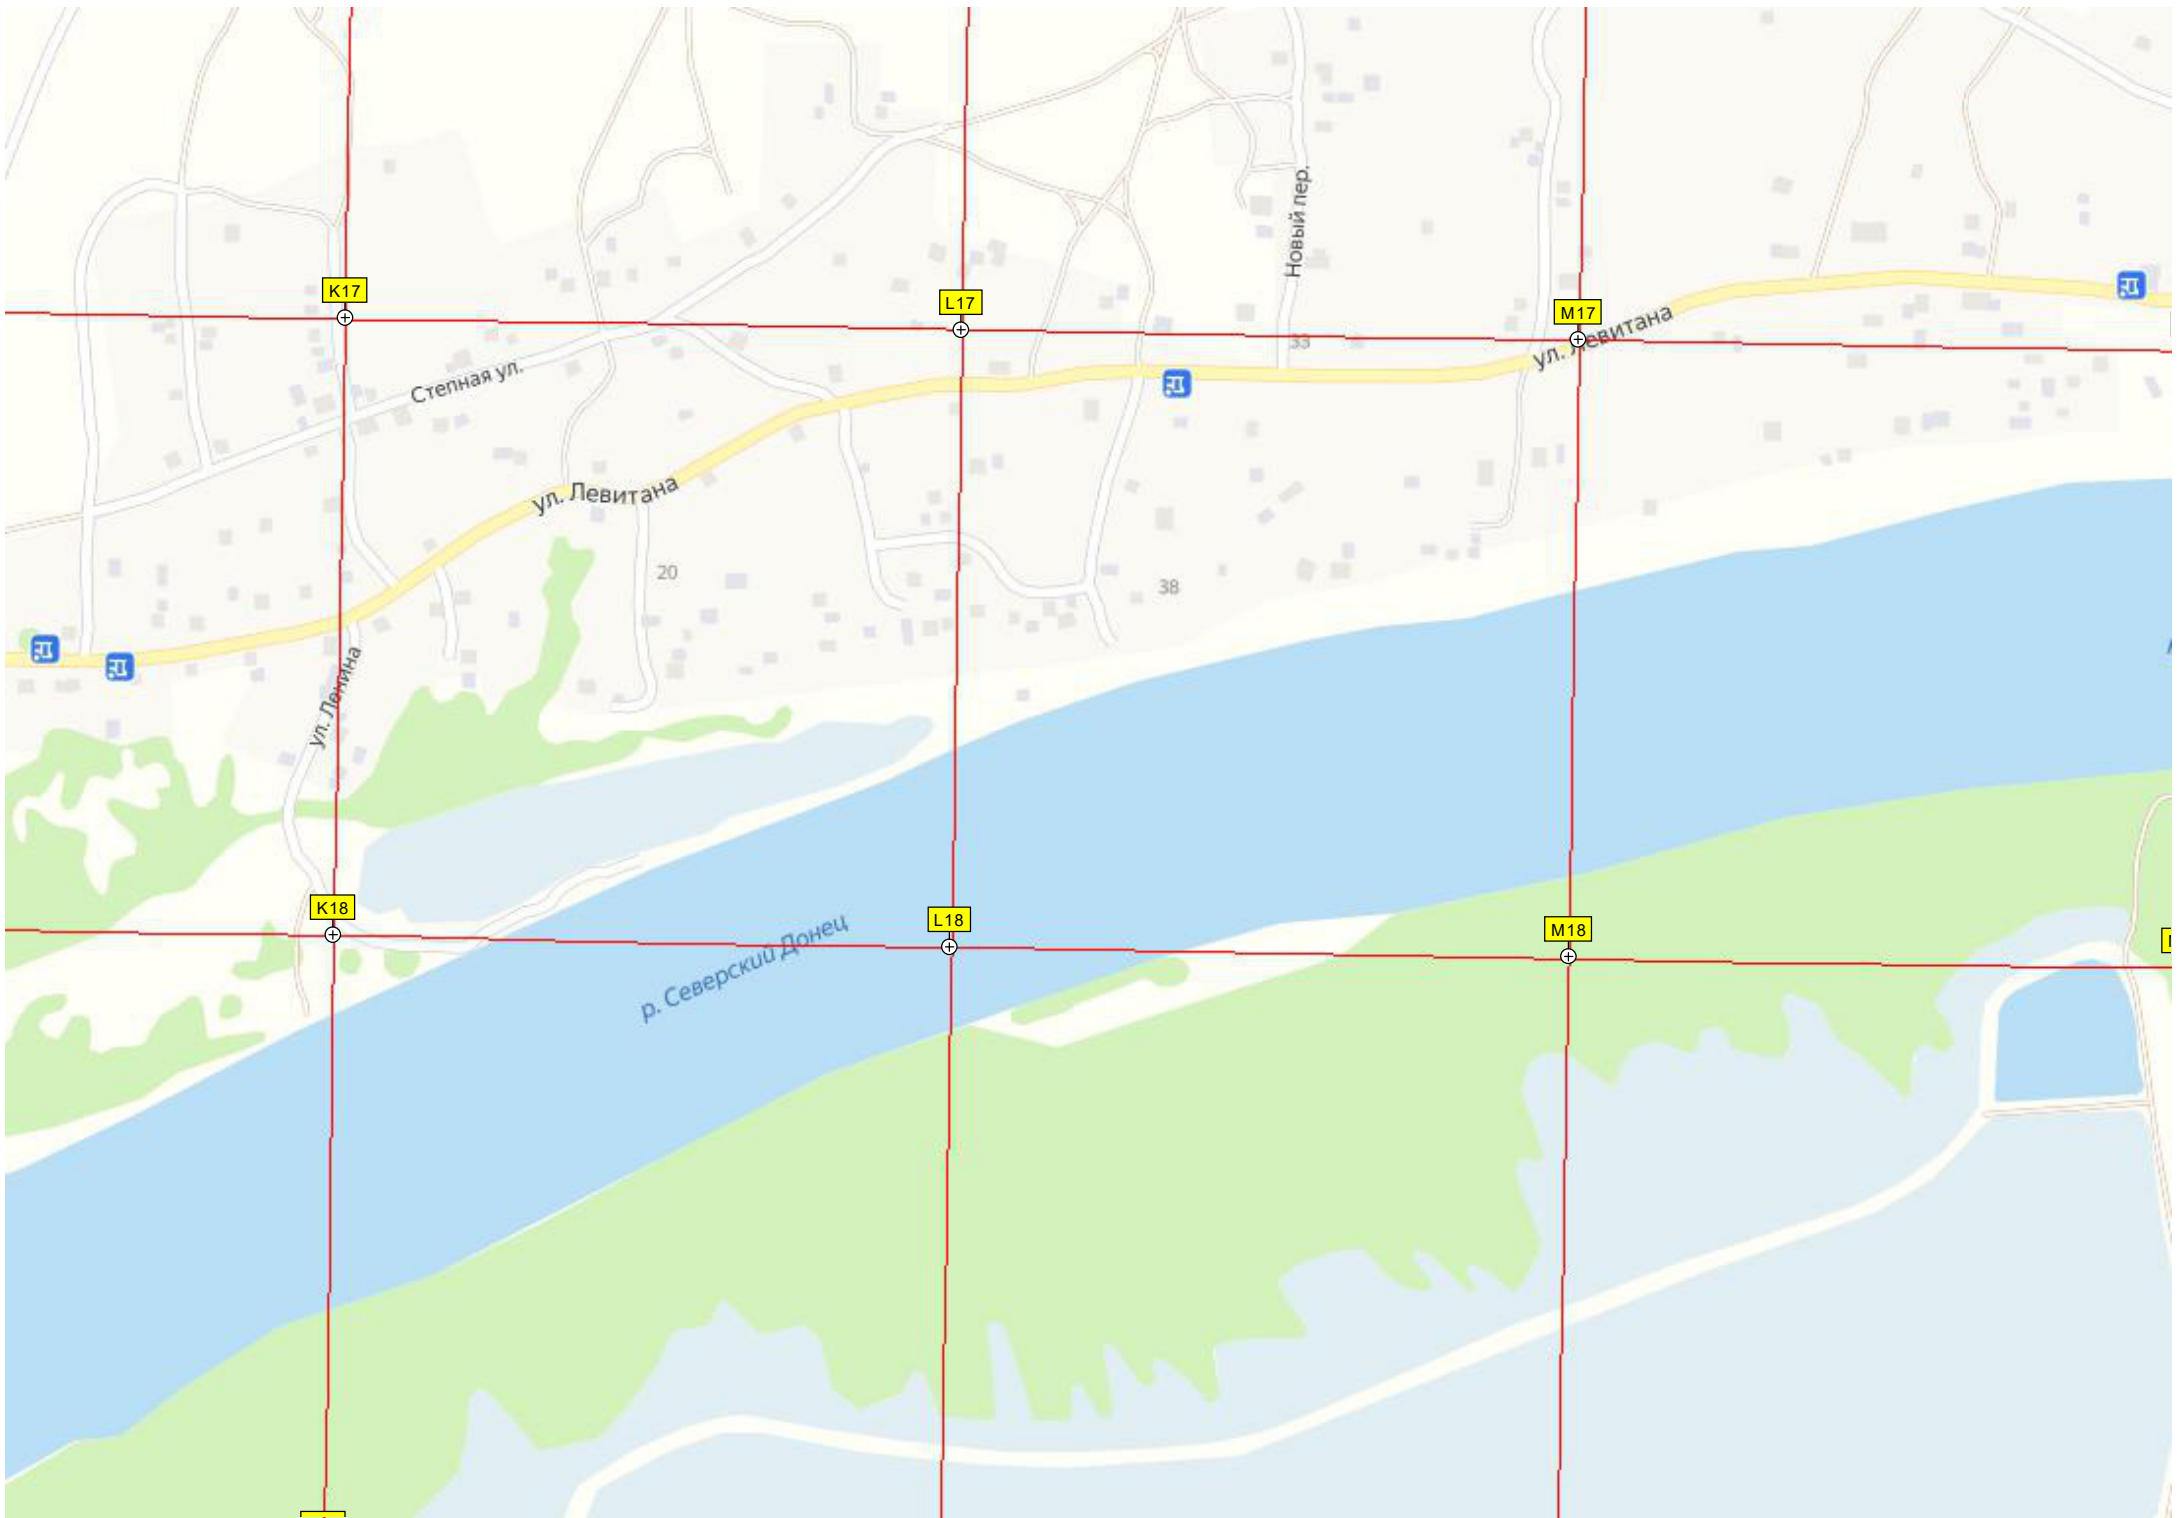 Новый пер.
K17
L17
M17
ул. Левитана
33
Степная ул.
ул. Левитана
20
38
ул. Ленина
K18
L18
M18
р. Северский Донец